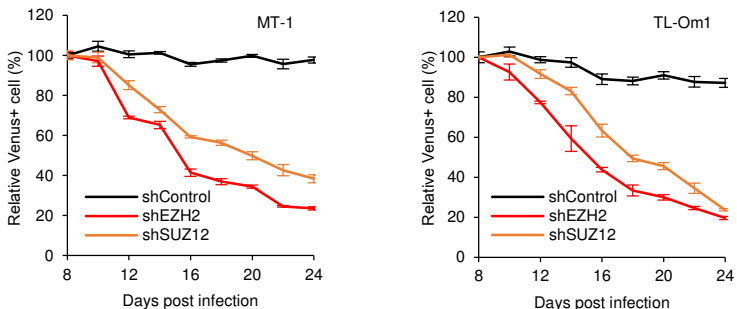 MT-1
Relative Venus+ cell (%)
120
100
80
60
40
20
0
shControl
shEZH2
shSUZ12
8
12
16
20
24
Days post infection
TL-Om1
Relative Venus+ cell (%)
120
100
80
60
40
20
0
shControl
shEZH2
shSUZ12
8
12
16
20
24
Days post infection